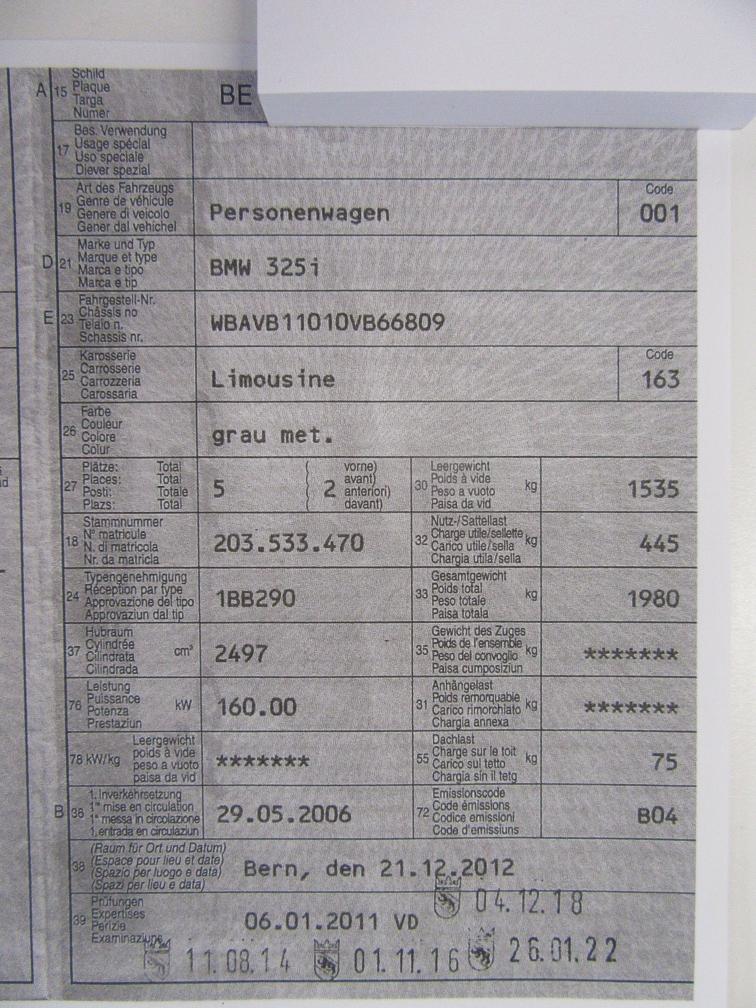 Schild
A 15 Plaque BE
Targa
Numer
Bes. Verwendung
17 Usage spécial
Uso speciale
Diever spezial
Art des Fahrzeugs Code
19 Genre de véhicule Personenwagen 001
Genere di veicolo
Gener dal vehichel
Marke und Typ
D 21 Marque et type BMW 325i
Marca e tipo
Marca e tip
Fahrgestell-Nr.
E 23 Châssis no WBAVB11010VB66809
Telaio n.
Schassis nr.
Karosserie Code
25 Carrosserie Limousine 163
Carrozzeria
Carossaria
Farbe
26 Couleur grau met.
Colore
Colur
Plätze: Total vorne) Leergewicht
27 Places: Total 5 ( 2 avant) 30 Poids à vide kg 1535
Posti: Totale anteriori) Peso a vuoto
Plazs: Total davant) Paisa da vid
Stammnummer Nutz-/Sattellast
18 N° matricule 203.533.470 32 Charge utile/sellette kg 445
N. di matricola Carico utile/sella
Nr. da matricla Chargia utila/sella
Typengenehmigung Gesamtgewicht
24 Réception par type 1BB290 33 Poids total kg 1980
Approvazione del tipo Peso totale
Approvaziun dal tip Paisa totala
Hubraum Gewicht des Zuges
37 Cylindrée cm³ 2497 35 Poids de l'ensemble kg *******
Cilindrata Peso del convoglio
Cilindrada Paisa cumposiziun
Leistung Anhängelast
76 Puissance kW 160.00 31 Poids remorquable kg *******
Potenza Carico rimorchiato
Prestaziun Chargia annexa
Leergewicht Dachlast
78 kW/kg poids à vide ******* 55 Charge sur le toit kg 75
peso a vuoto Carico sul tetto
paisa da vid Chargia sin il tetg
1. Inverkehrsetzung Emissionscode
B 36 1re mise en circulation 29.05.2006 72 Code émissions B04
1a messa in circolazione Codice emissioni
1. entrada en circulaziun Code d'emissiuns
(Raum für Ort und Datum)
38 (Espace pour lieu et date) Bern, den 21.12.2012
(Spazio per luogo e data)
(Spazi per lieu e data)
Prüfungen 04.12.18
39 Expertises 06.01.2011 VD
Perizie
Examinaziuns 11.08.14 01.11.16 26.01.22